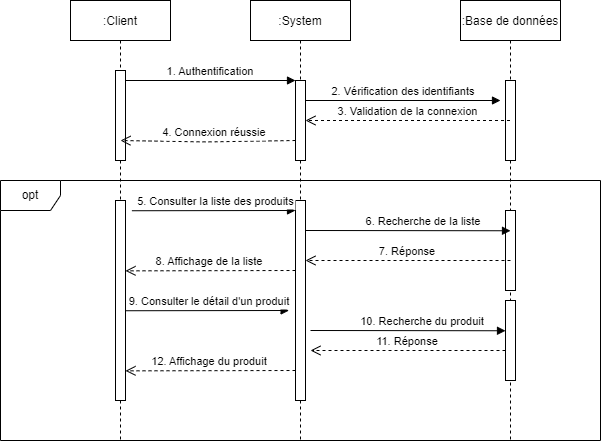 :Client
:System
:Base de données
1. Authentification
2. Vérification des identifiants
3. Validation de la connexion
4. Connexion réussie
opt
5. Consulter la liste des produits
6. Recherche de la liste
7. Réponse
8. Affichage de la liste
9. Consulter le détail d'un produit
10. Recherche du produit
11. Réponse
12. Affichage du produit